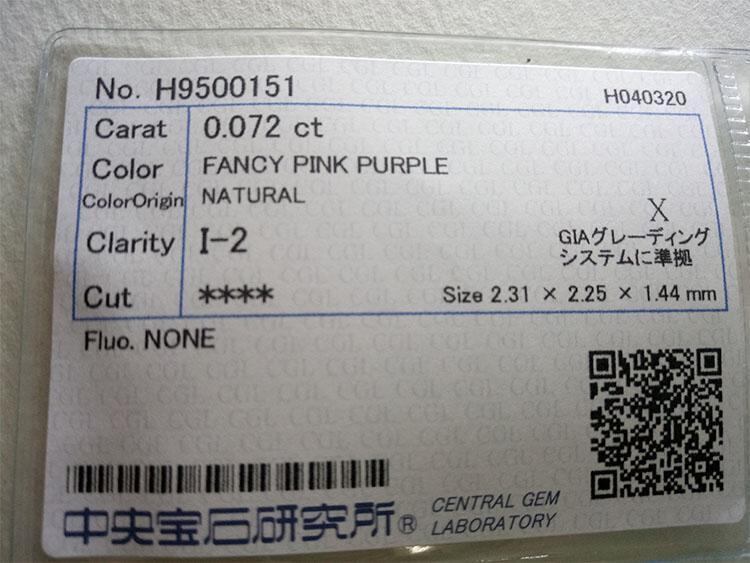 No. H9500151
H040320
Carat 0.072 ct
Color FANCY PINK PURPLE
ColorOrigin NATURAL
X
Clarity I-2
GIAグレーディング
システムに準拠
Cut ****
Size 2.31 × 2.25 × 1.44 mm
Fluo. NONE
中央宝石研究所®
CENTRAL GEM
LABORATORY